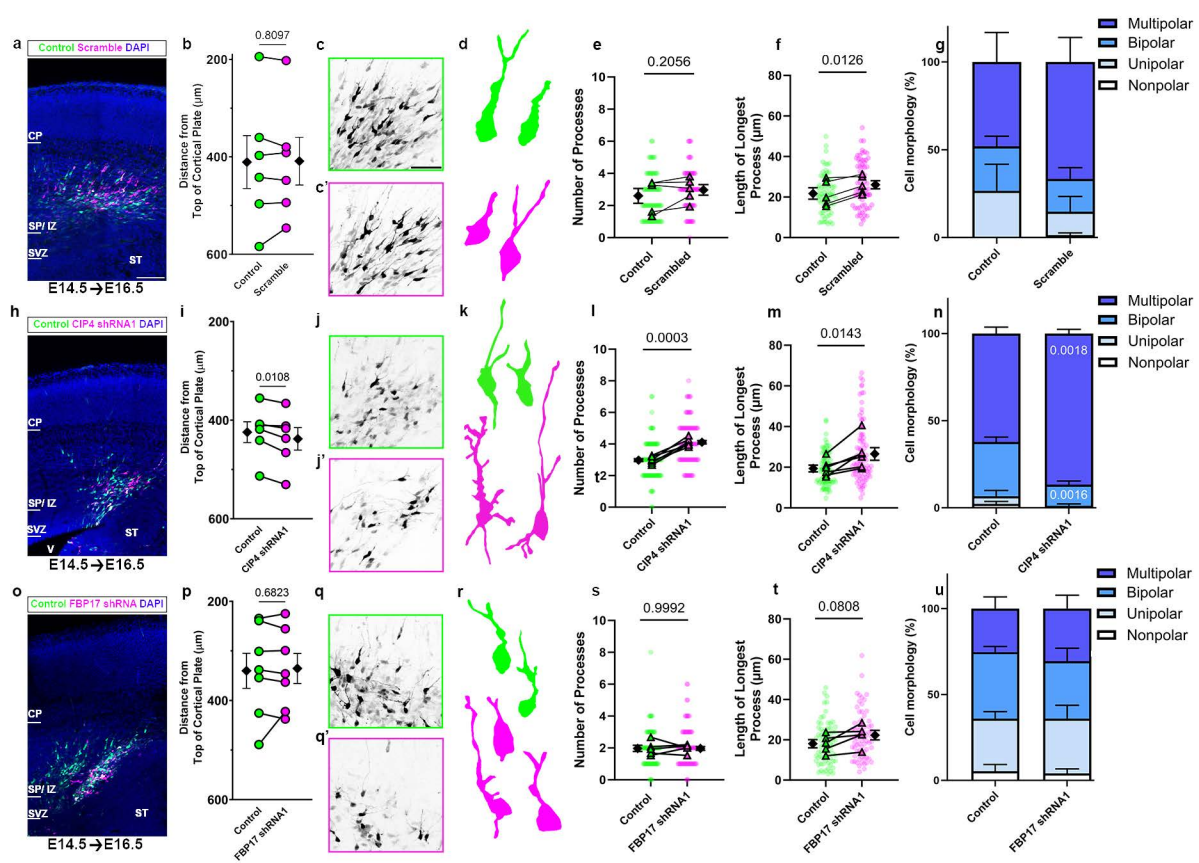 a
Control Scramble DAPI
CP
SP/ IZ
SVZ
ST
E14.5→E16.5
b
0.8097
200
400
600
Distance from
Top of Cortical Plate (μm)
Control
Scramble
c
c'
d
e
0.2056
10
8
6
4
2
0
Number of Processes
Control
Scrambled
f
0.0126
80
60
40
20
0
Length of Longest
Process (μm)
Control
Scrambled
g
100
50
0
Cell morphology (%)
Control
Scramble
Multipolar
Bipolar
Unipolar
Nonpolar
h
Control CIP4 shRNA1 DAPI
CP
SP/ IZ
SVZ
V
ST
E14.5→E16.5
i
0.0108
200
400
600
Distance from
Top of Cortical Plate (μm)
Control
CIP4 shRNA1
j
j'
k
l
0.0003
10
8
6
4
2
0
Number of Processes
Control
CIP4 shRNA1
m
0.0143
80
60
40
20
0
Length of Longest
Process (μm)
Control
CIP4 shRNA1
n
100
50
0
Cell morphology (%)
0.0018
0.0016
Control
CIP4 shRNA1
Multipolar
Bipolar
Unipolar
Nonpolar
o
Control FBP17 shRNA DAPI
CP
SP/ IZ
SVZ
ST
E14.5→E16.5
p
0.6823
200
400
600
Distance from
Top of Cortical Plate (μm)
Control
FBP17 shRNA1
q
q'
r
s
0.9992
10
8
6
4
2
0
Number of Processes
Control
FBP17 shRNA1
t
0.0808
80
60
40
20
0
Length of Longest
Process (μm)
Control
FBP17 shRNA1
u
100
50
0
Cell morphology (%)
Control
FBP17 shRNA1
Multipolar
Bipolar
Unipolar
Nonpolar